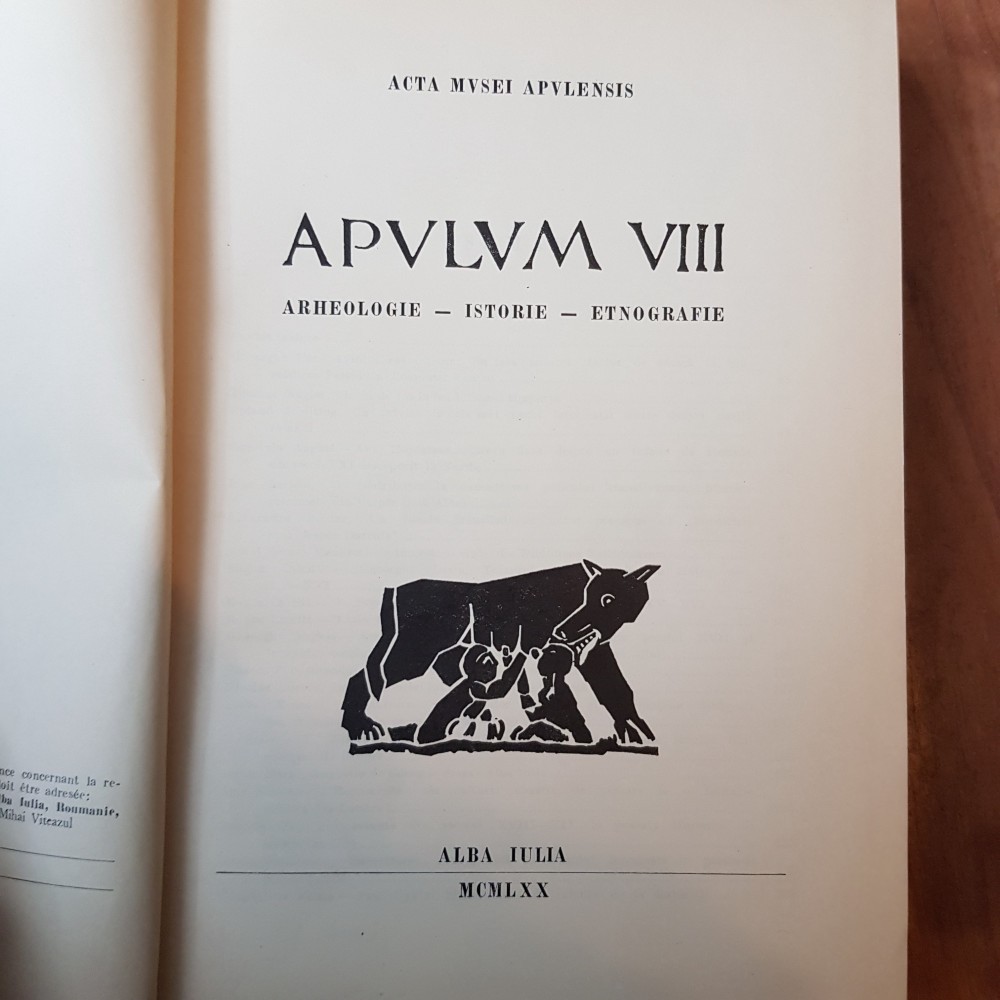 nce concernant la re-
oit être adresée:
ba Iulia, Roumanie,
Mihai Viteazul
ACTA MVSEI APVLENSIS
APVLVM VIII
ARHEOLOGIE — ISTORIE — ETNOGRAFIE
ALBA IULIA
MCMLXX